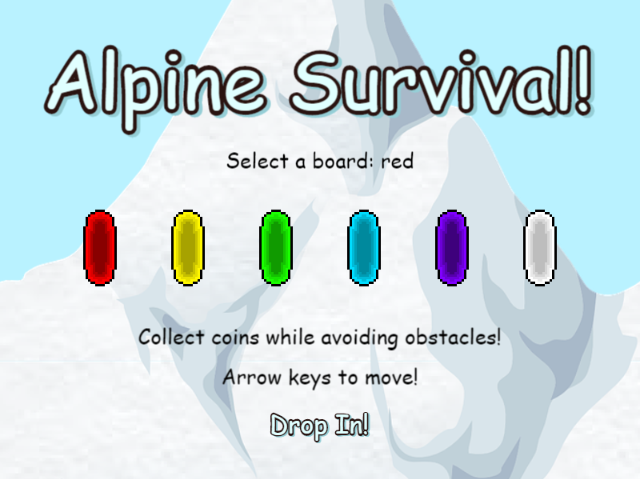 Alpine Survival!
Select a board: red
Collect coins while avoiding obstacles!
Arrow keys to move!
Drop In!